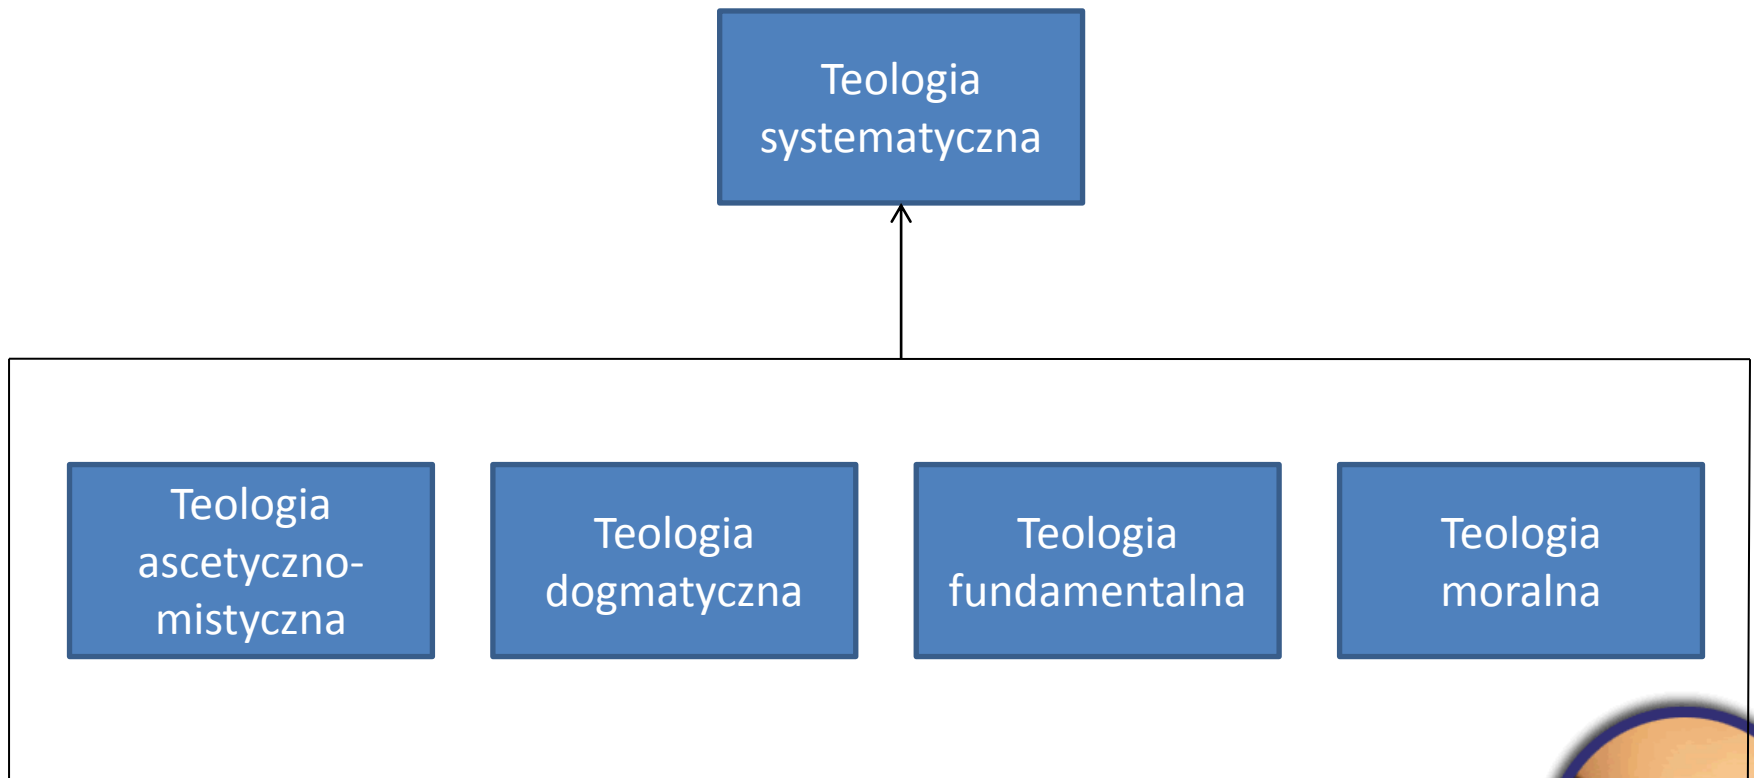 Teologia
systematyczna
Teologia
ascetyczno-
mistyczna
Teologia
dogmatyczna
Teologia
fundamentalna
Teologia
moralna